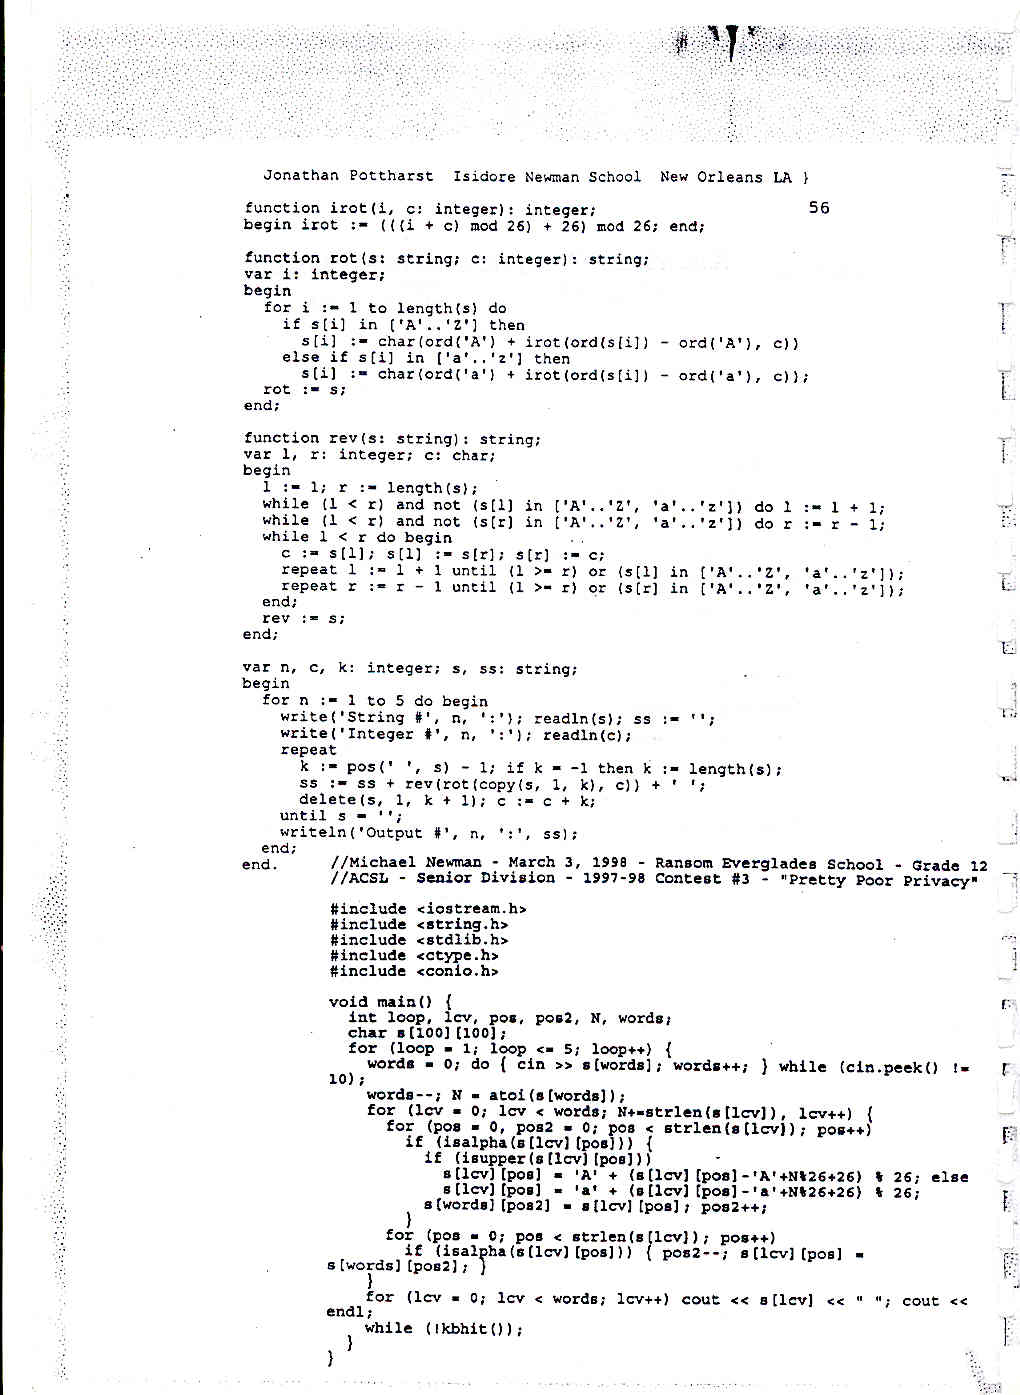 Jonathan Pottharst  Isidore Newman School  New Orleans LA }
56
function irot(i, c: integer): integer;
begin irot := (((i + c) mod 26) + 26) mod 26; end;
function rot(s: string; c: integer): string;
var i: integer;
begin
for i := 1 to length(s) do
if s[i] in ['A'..'Z'] then
s[i] := char(ord('A') + irot(ord(s[i]) - ord('A'), c))
else if s[i] in ['a'..'z'] then
s[i] := char(ord('a') + irot(ord(s[i]) - ord('a'), c));
rot := s;
end;
function rev(s: string): string;
var l, r: integer; c: char;
begin
l := 1; r := length(s);
while (l < r) and not (s[l] in ['A'..'Z', 'a'..'z']) do l := l + 1;
while (l < r) and not (s[r] in ['A'..'Z', 'a'..'z']) do r := r - 1;
while l < r do begin
c := s[l]; s[l] := s[r]; s[r] := c;
repeat l := l + 1 until (l >= r) or (s[l] in ['A'..'Z', 'a'..'z']);
repeat r := r - 1 until (l >= r) or (s[r] in ['A'..'Z', 'a'..'z']);
end;
rev := s;
end;
var n, c, k: integer; s, ss: string;
begin
for n := 1 to 5 do begin
write('String #', n, ':'); readln(s); ss := '';
write('Integer #', n, ':'); readln(c);
repeat
k := pos(' ', s) - 1; if k = -1 then k := length(s);
ss := ss + rev(rot(copy(s, 1, k), c)) + ' ';
delete(s, 1, k + 1); c := c + k;
until s = '';
writeln('Output #', n, ':', ss);
end;
end.
//Michael Newman - March 3, 1998 - Ransom Everglades School - Grade 12
//ACSL - Senior Division - 1997-98 Contest #3 - "Pretty Poor Privacy"
#include <iostream.h>
#include <string.h>
#include <stdlib.h>
#include <ctype.h>
#include <conio.h>
void main() {
int loop, lcv, pos, pos2, N, words;
char s[100][100];
for (loop = 1; loop <= 5; loop++) {
words = 0; do { cin >> s[words]; words++; } while (cin.peek() !=
10);
words--; N = atoi(s[words]);
for (lcv = 0; lcv < words; N+=strlen(s[lcv]), lcv++) {
for (pos = 0, pos2 = 0; pos < strlen(s[lcv]); pos++)
if (isalpha(s[lcv][pos])) {
if (isupper(s[lcv][pos]))
s[lcv][pos] = 'A' + (s[lcv][pos]-'A'+N%26+26) % 26; else
s[lcv][pos] = 'a' + (s[lcv][pos]-'a'+N%26+26) % 26;
s[words][pos2] = s[lcv][pos]; pos2++;
}
for (pos = 0; pos < strlen(s[lcv]); pos++)
if (isalpha(s[lcv][pos])) { pos2--; s[lcv][pos] =
s[words][pos2]; }
}
for (lcv = 0; lcv < words; lcv++) cout << s[lcv] << " "; cout <<
endl;
while (!kbhit());
}
}